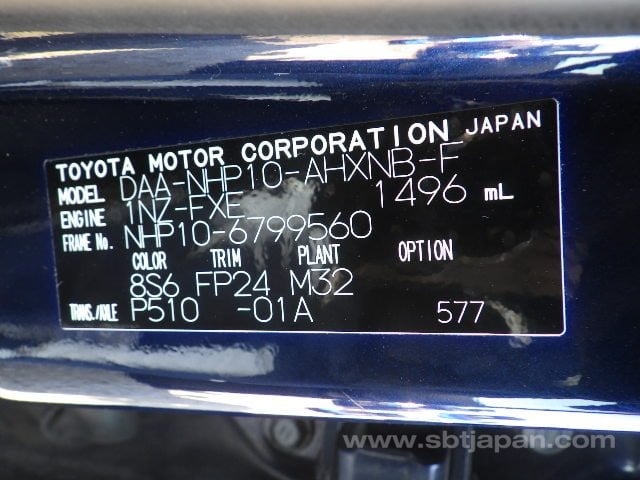 TOYOTA MOTOR CORPORATION JAPAN
MODEL DAA-NHP10-AHXNB-F
ENGINE 1NZ-FXE 1496 mL
FRAME No. NHP10-6799560
COLOR TRIM PLANT OPTION
8S6 FP24 M32
TRANS./AXLE P510 -01A 577
www.sbtjapan.com